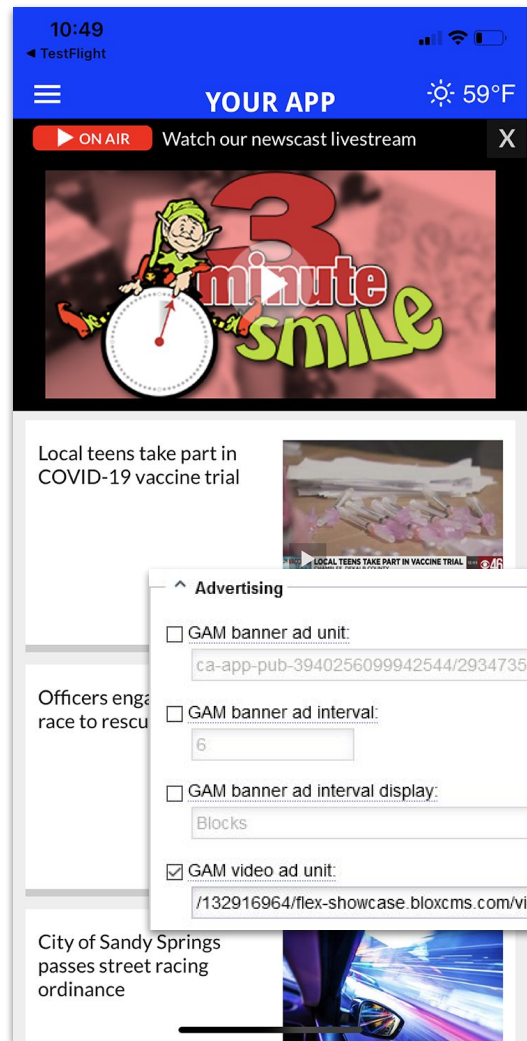 10:49
◄ TestFlight
YOUR APP
59°F
ON AIR
Watch our newscast livestream
X
3
minute
smile
Local teens take part in
COVID-19 vaccine trial
LOCAL TEENS TAKE PART IN VACCINE TRIAL
46
Advertising
GAM banner ad unit:
ca-app-pub-3940256099942544/2934735
GAM banner ad interval:
6
GAM banner ad interval display:
Blocks
GAM video ad unit:
/132916964/flex-showcase.bloxcms.com/vi
Officers enga
race to rescu
City of Sandy Springs
passes street racing
ordinance